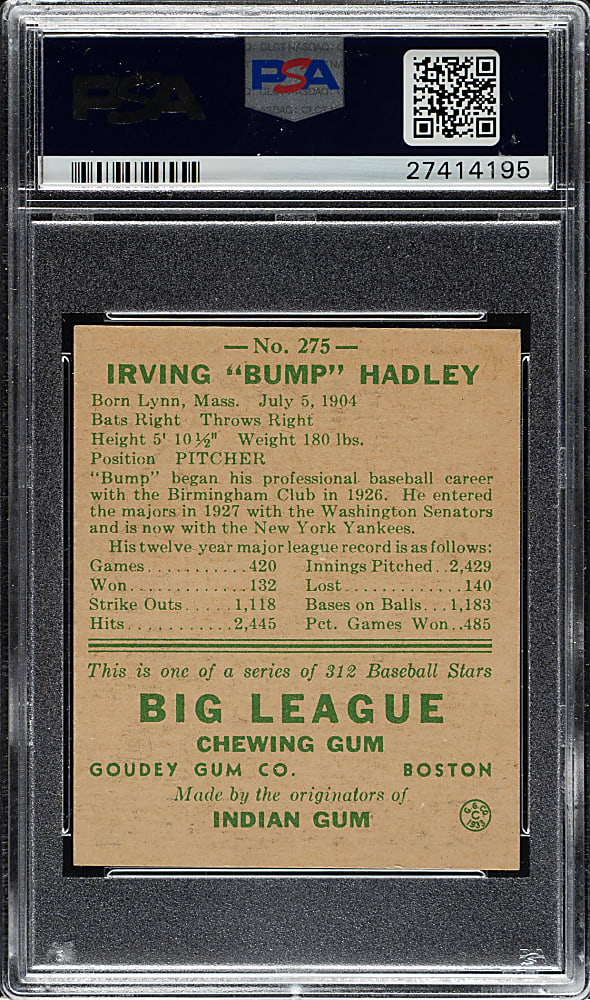 PSA
PSA
27414195
— No. 275 —
IRVING “BUMP” HADLEY
Born Lynn, Mass. July 5, 1904
Bats Right Throws Right
Height 5' 10½" Weight 180 lbs.
Position PITCHER
“Bump” began his professional baseball career
with the Birmingham Club in 1926. He entered
the majors in 1927 with the Washington Senators
and is now with the New York Yankees.
His twelve year major league record is as follows:
Games...........420 Innings Pitched..2,429
Won............132 Lost............140
Strike Outs.....1,118 Bases on Balls...1,183
Hits..........2,445 Pct. Games Won..485
This is one of a series of 312 Baseball Stars
BIG LEAGUE
CHEWING GUM
GOUDEY GUM CO. BOSTON
Made by the originators of
INDIAN GUM
G. G. CO.
C
1933